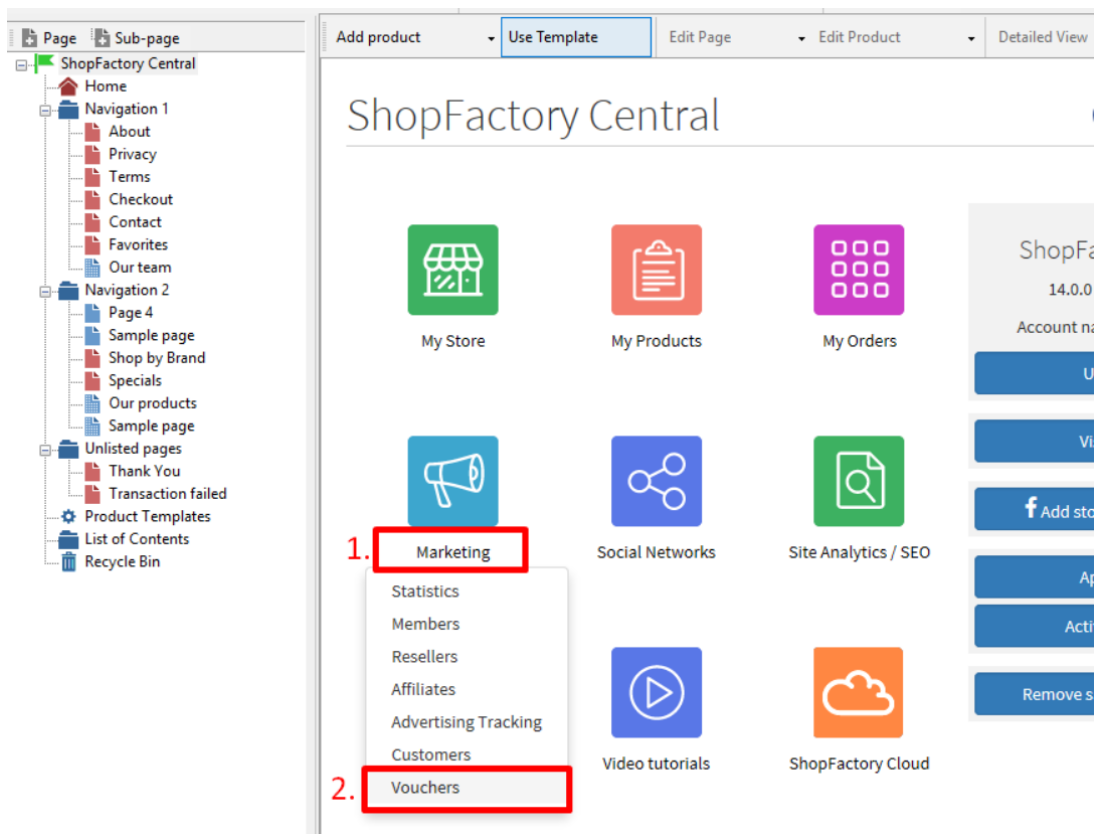 Page Sub-page
ShopFactory Central
Home
Navigation 1
About
Privacy
Terms
Checkout
Contact
Favorites
Our team
Navigation 2
Page 4
Sample page
Shop by Brand
Specials
Our products
Sample page
Unlisted pages
Thank You
Transaction failed
Product Templates
List of Contents
Recycle Bin
Add product Use Template Edit Page Edit Product Detailed View
ShopFactory Central
My Store My Products My Orders
1. Marketing Social Networks Site Analytics / SEO
Statistics
Members
Resellers
Affiliates
Advertising Tracking
Customers
2. Vouchers
Video tutorials ShopFactory Cloud
14.0.0
Account
Add
Remove